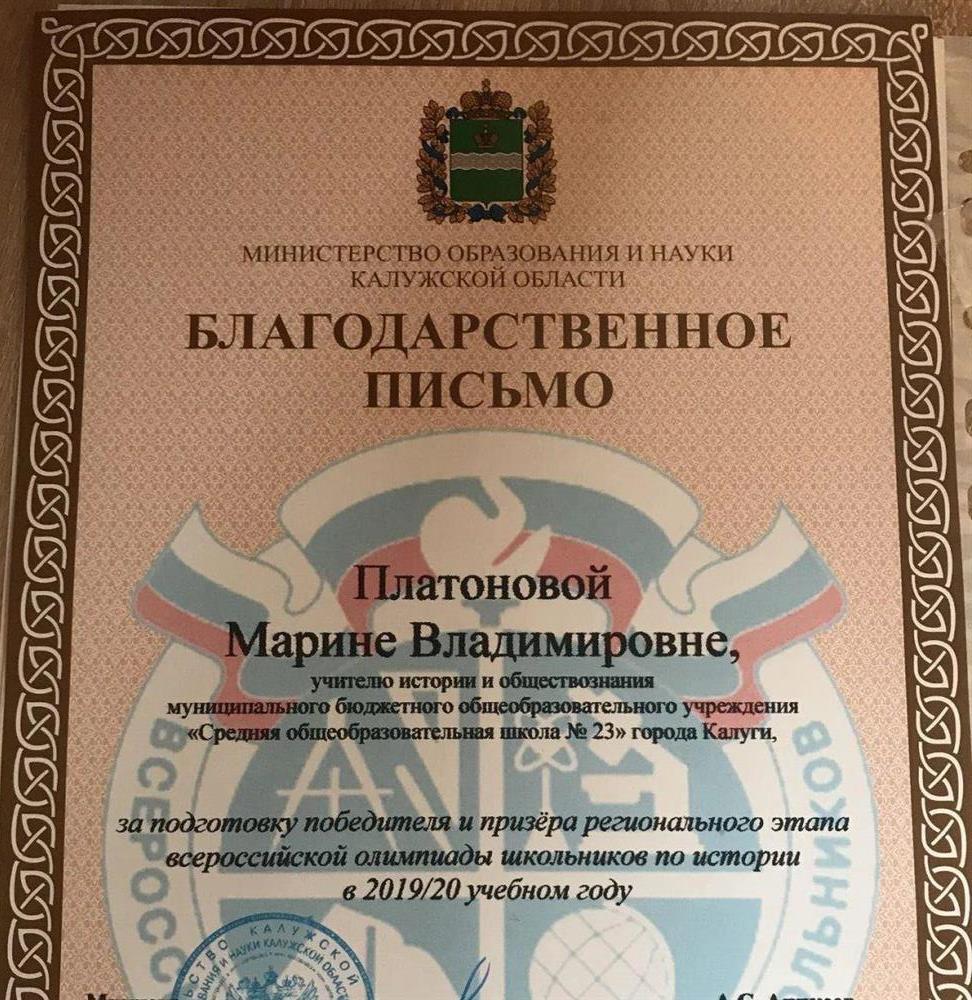 МИНИСТЕРСТВО ОБРАЗОВАНИЯ И НАУКИ
КАЛУЖСКОЙ ОБЛАСТИ
БЛАГОДАРСТВЕННОЕ
ПИСЬМО
Платоновой
Марине Владимировне,
учителю истории и обществознания
муниципального бюджетного общеобразовательного учреждения
«Средняя общеобразовательная школа № 23» города Калуги,
за подготовку победителя и призёра регионального этапа
всероссийской олимпиады школьников по истории
в 2019/20 учебном году